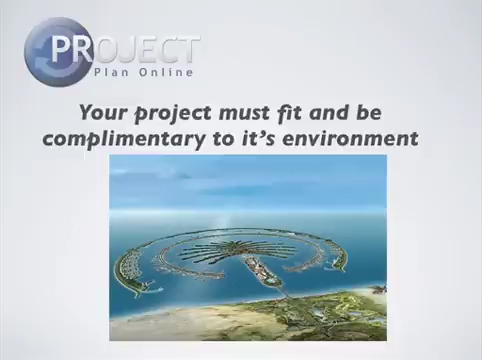 PROJECT
Plan Online
Your project must fit and be
complimentary to it's environment